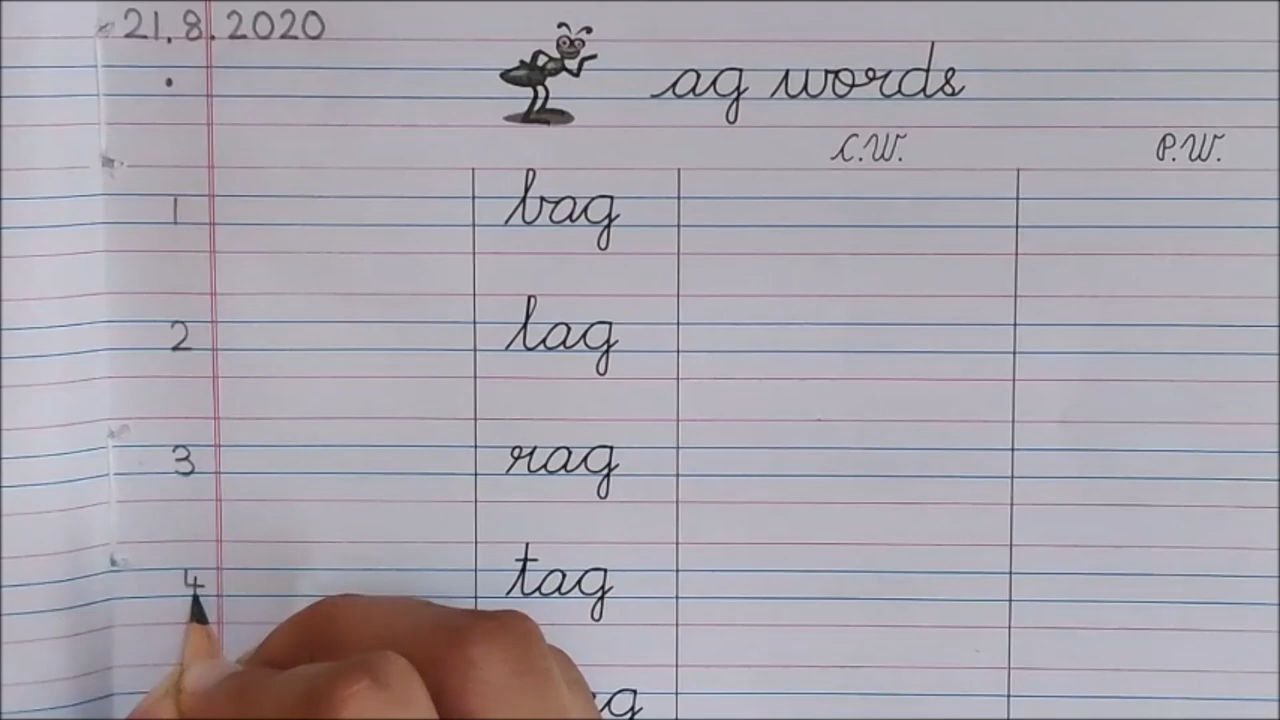 21.8.2020
ag words
C.W. P.W.
1 bag
2 lag
3 rag
4 tag